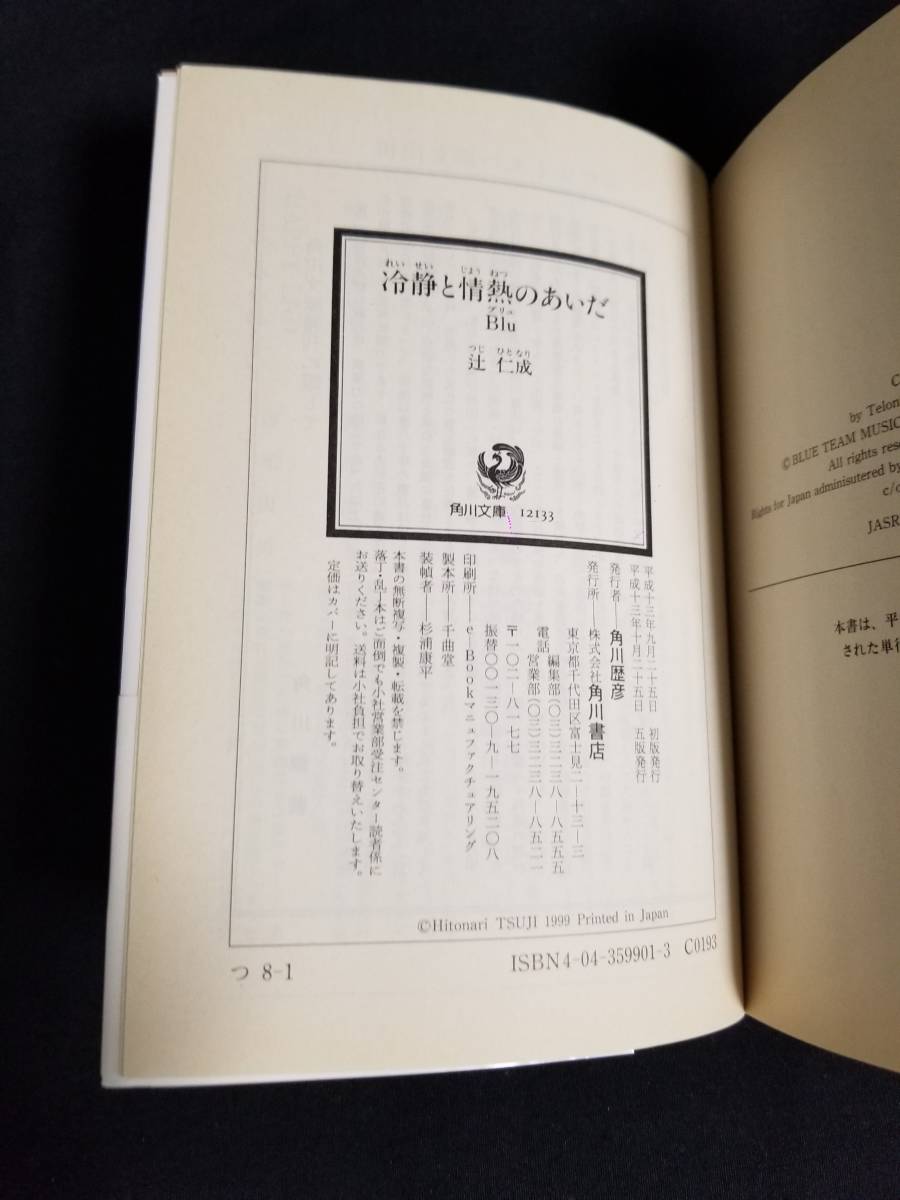 れいせい じょうねつ
冷静と情熱のあいだ
ブリュ
Blu
つじ ひとなり
辻 仁成
角川文庫 12133
平成十三年九月二十五日 初版発行
平成十三年十月二十五日 五版発行
発行者―角川歴彦
発行所―株式会社角川書店
東京都千代田区富士見二―十三―三
電話 編集部(〇三)三二三八―八五五五
営業部(〇三)三二三八―八五二一
〒一〇二―八一七七
振替〇〇一三〇―九―一九五二〇八
印刷所―e‐Bookマニュファクチュアリング
製本所―千曲堂
装幀者―杉浦康平
本書の無断複写・複製・転載を禁じます。
落丁・乱丁本はご面倒でも小社営業部受注センター読者係に
お送りください。送料は小社負担でお取り替えいたします。
定価はカバーに明記してあります。
©Hitonari TSUJI 1999 Printed in Japan
つ 8-1
ISBN4-04-359901-3 C0193
C
by Telon
©BLUE TEAM MUSIC
All rights rese
Rights for Japan adminisutered by
c/o
JASR
本書は、平
された単行